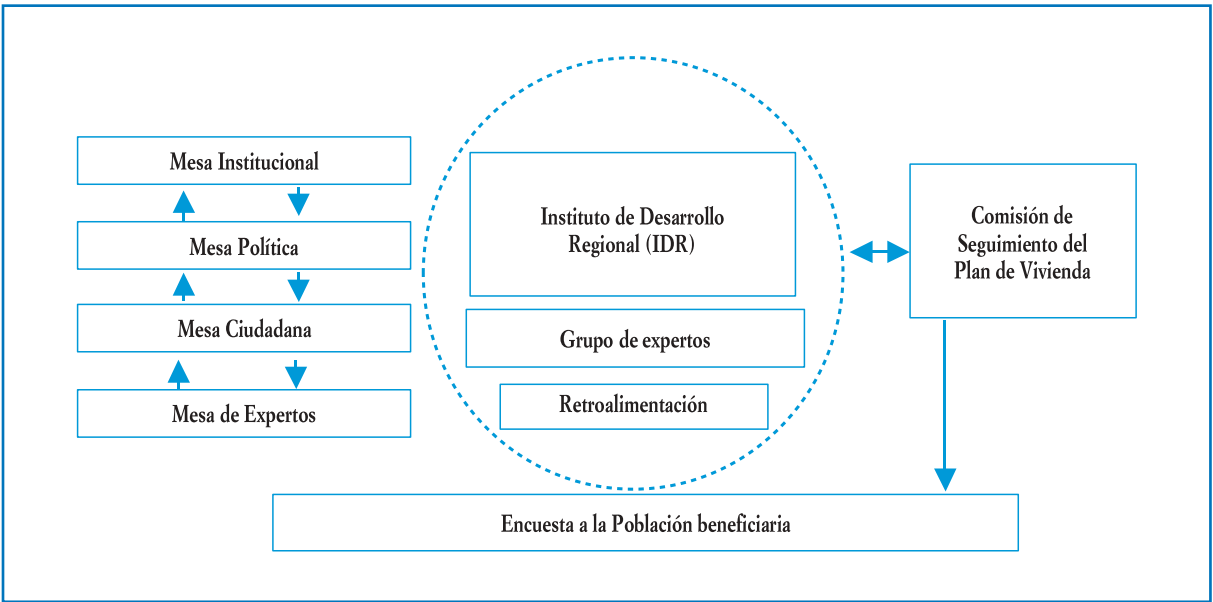 Mesa Institucional
Mesa Política
Mesa Ciudadana
Mesa de Expertos
Instituto de Desarrollo
Regional (IDR)
Grupo de expertos
Retroalimentación
Comisión de
Seguimiento del
Plan de Vivienda
Encuesta a la Población beneficiaria